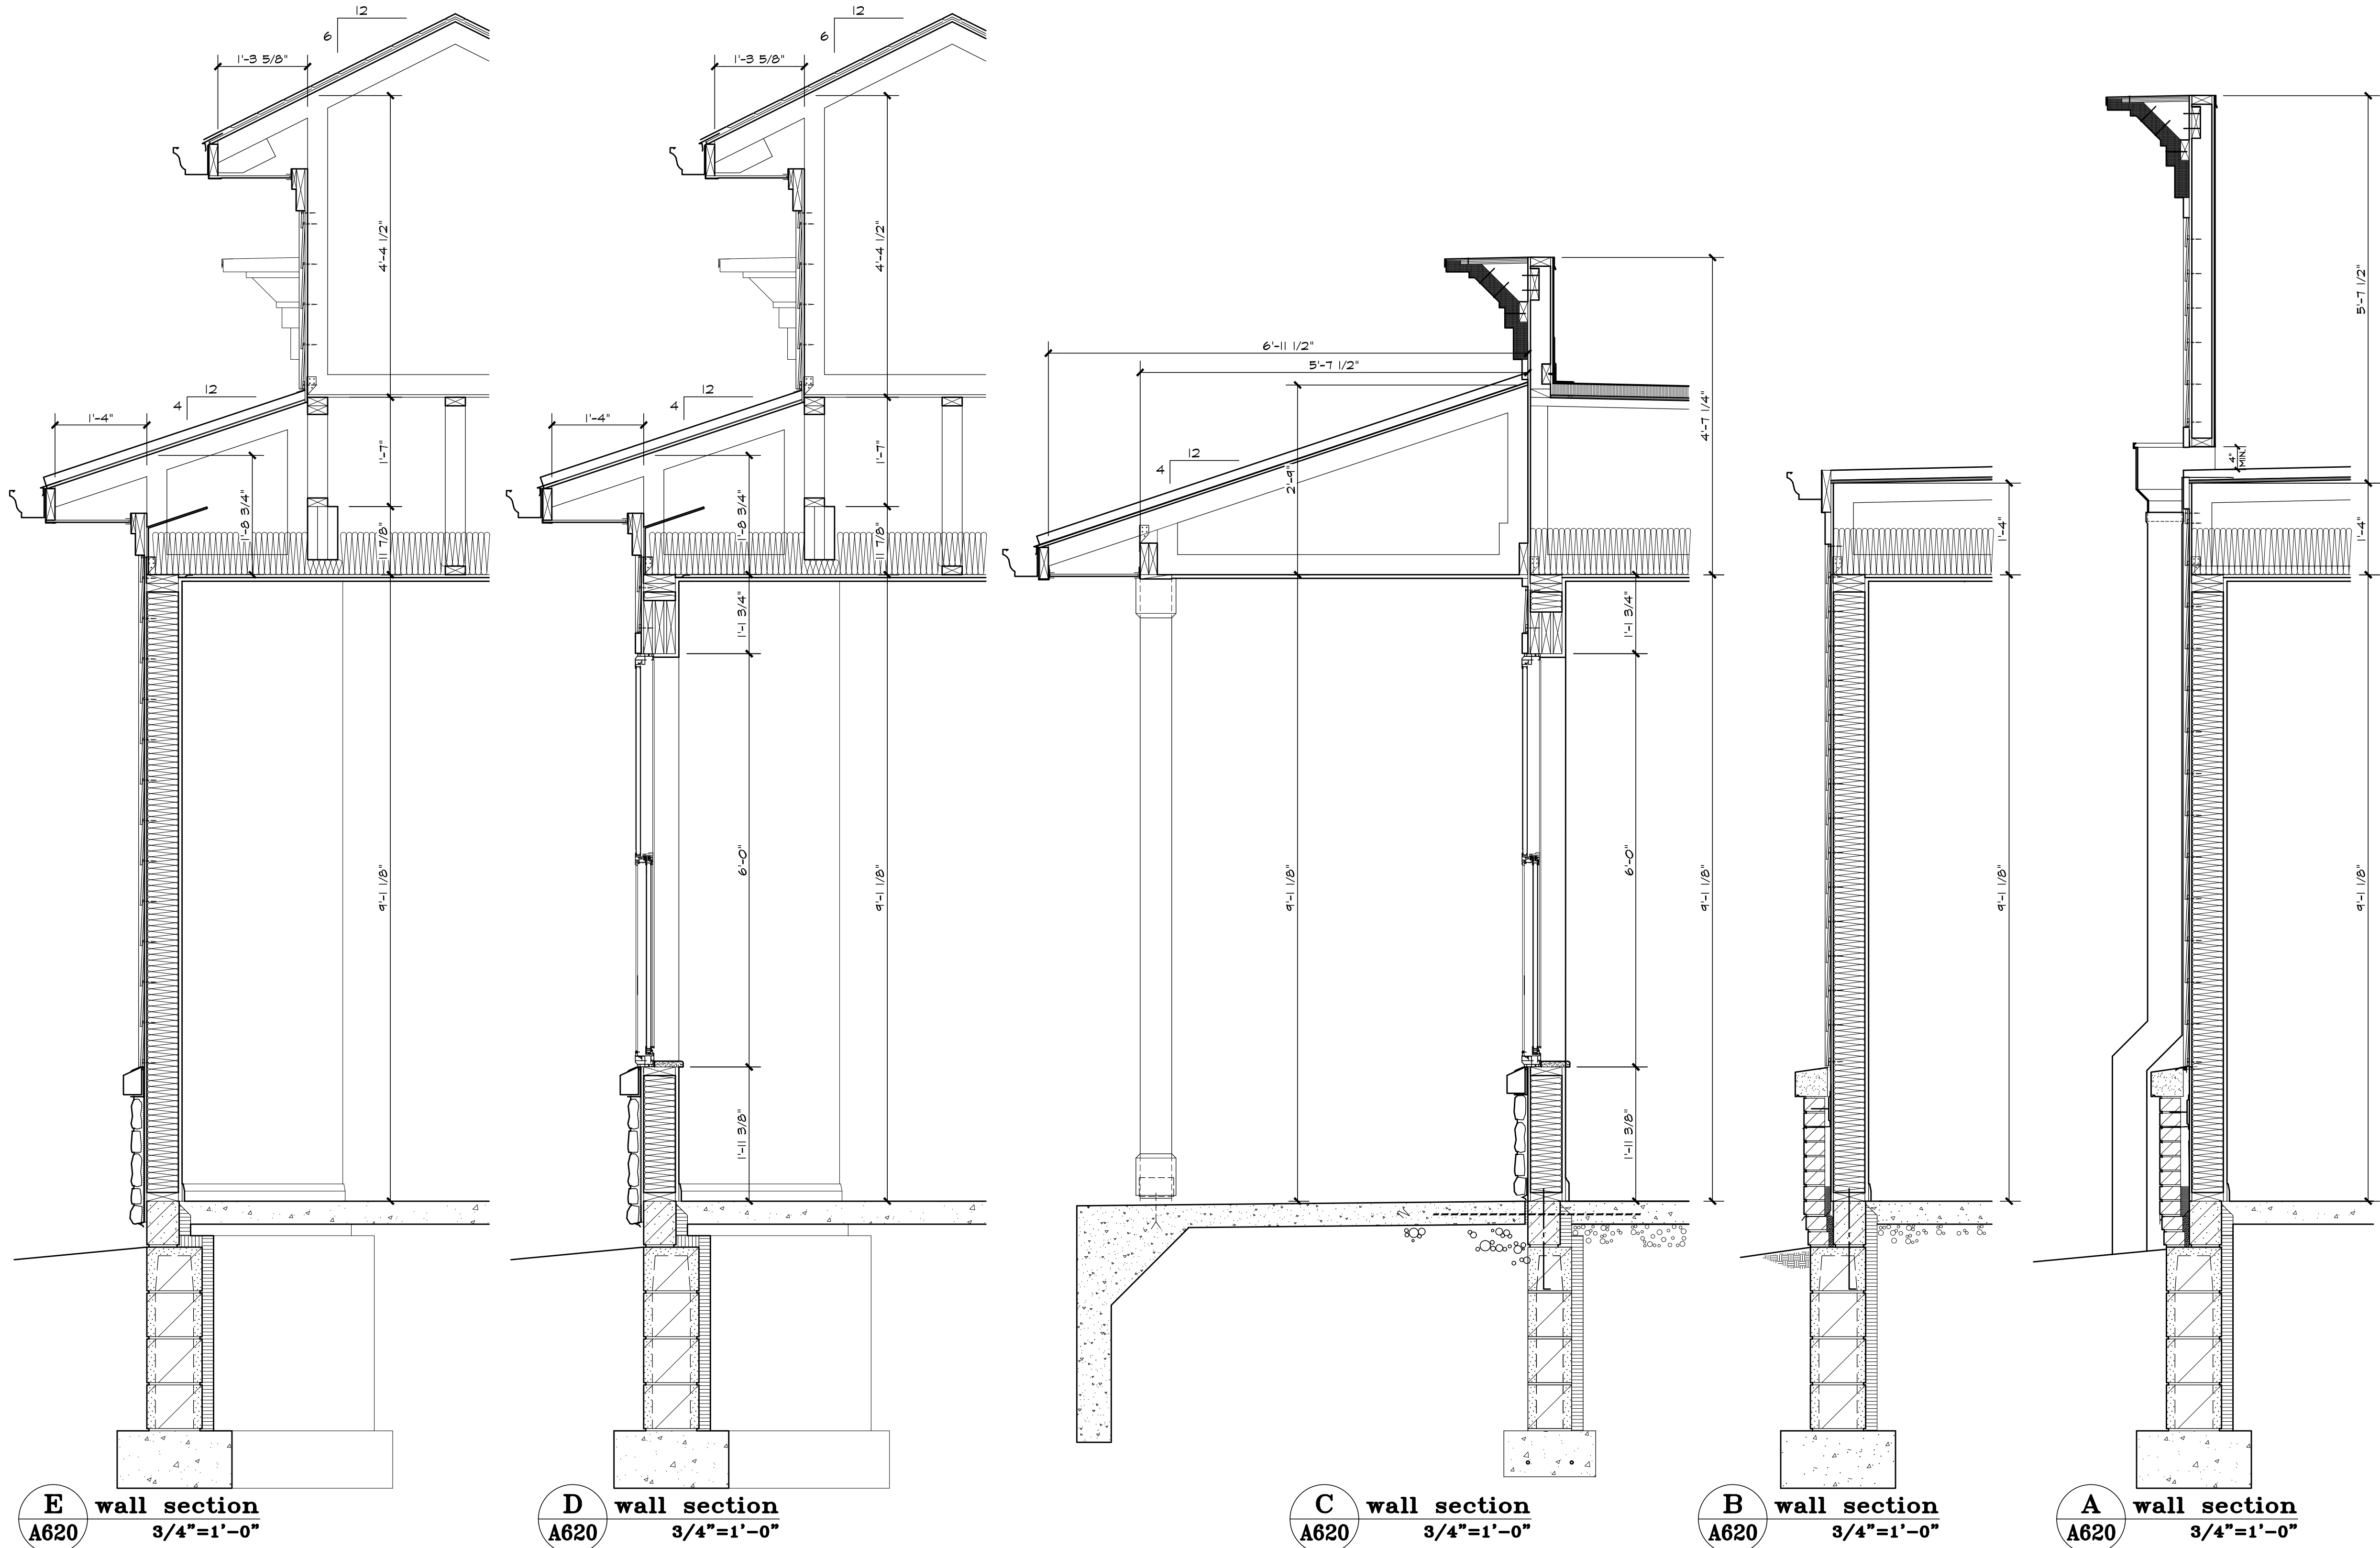 12
6
1'-3 5/8"
4'-4 1/2"
12
4
1'-4"
1'-7"
1'-8 3/4"
11 7/8"
9'-1 1/8"
E
A620
wall section
3/4"=1'-0"
12
6
1'-3 5/8"
4'-4 1/2"
12
4
1'-4"
1'-7"
1'-8 3/4"
11 7/8"
1'-1 3/4"
6'-0"
9'-1 1/8"
1'-11 3/8"
D
A620
wall section
3/4"=1'-0"
6'-11 1/2"
5'-7 1/2"
4'-7 1/4"
12
4
2'-9"
1'-1 3/4"
6'-0"
9'-1 1/8"
9'-1 1/8"
1'-11 3/8"
C
A620
wall section
3/4"=1'-0"
1'-4"
9'-1 1/8"
B
A620
wall section
3/4"=1'-0"
5'-7 1/2"
4"
MIN.
1'-4"
9'-1 1/8"
A
A620
wall section
3/4"=1'-0"